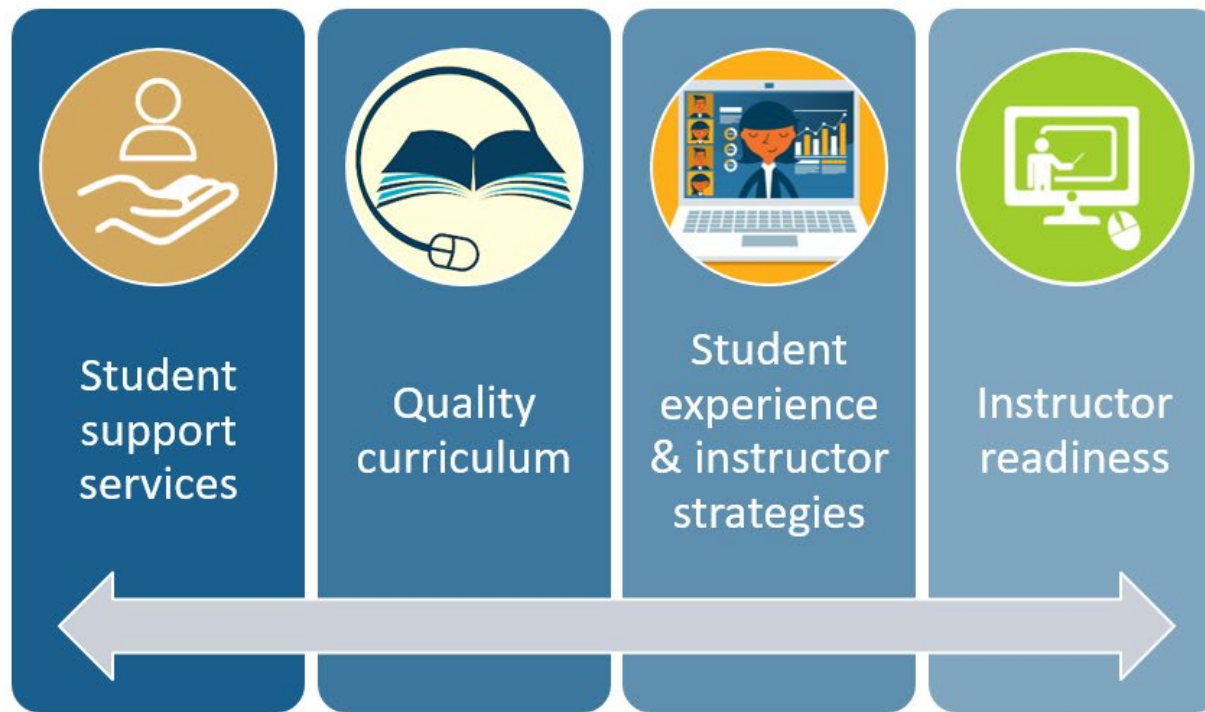 Student
support
services
Quality
curriculum
Student
experience
& instructor
strategies
Instructor
readiness